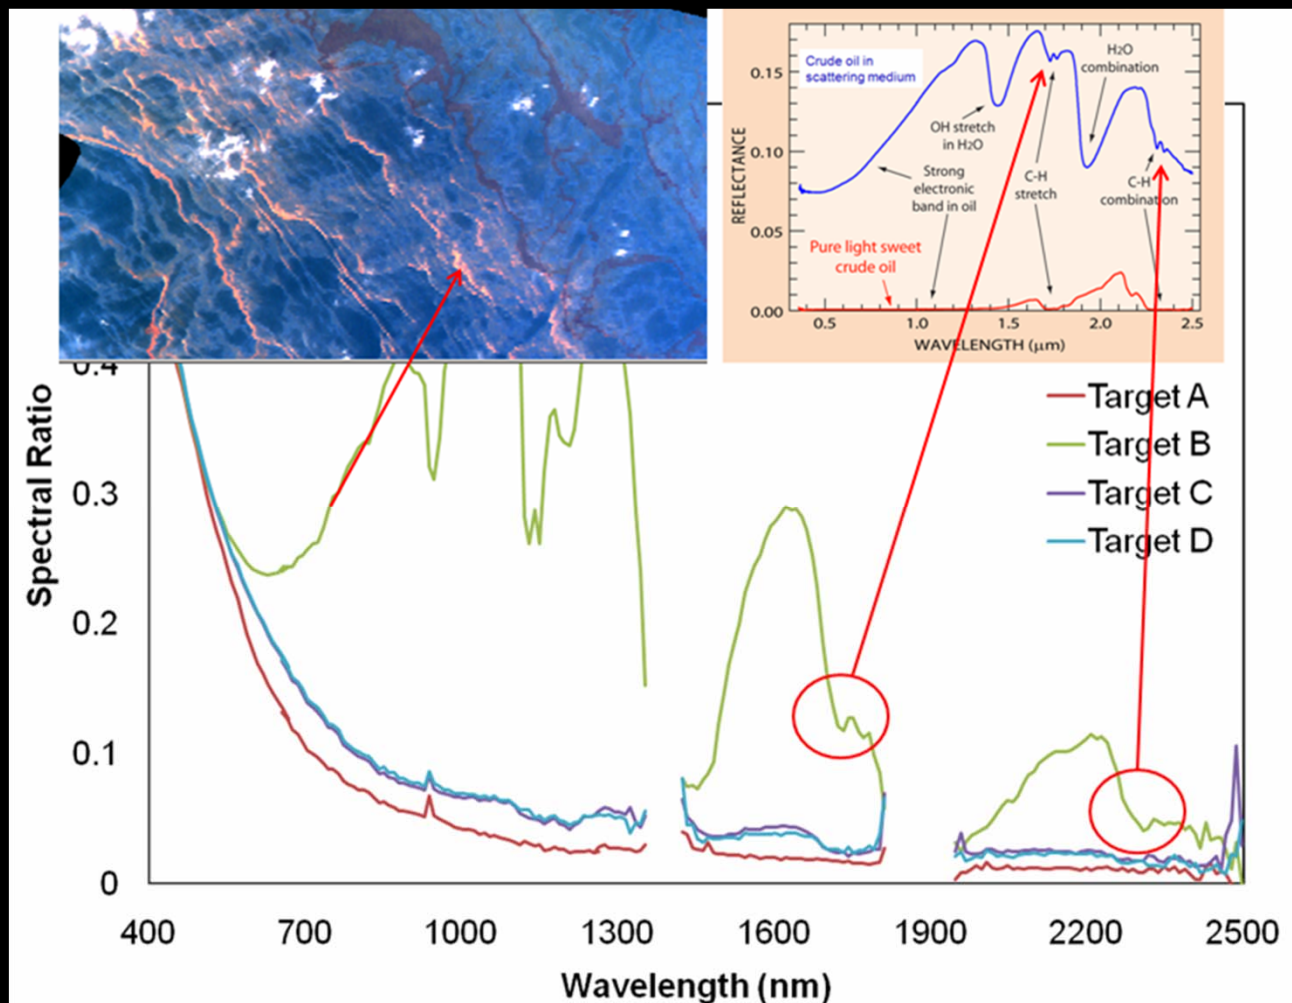 Crude oil in
scattering medium
H2O
combination
OH stretch
in H2O
Strong
electronic
band in oil
C-H
stretch
C-H
combination
Pure light sweet
crude oil
REFLECTANCE
0.15
0.10
0.05
0.00
0.5
1.0
1.5
2.0
2.5
WAVELENGTH (μm)
Spectral Ratio
0.4
0.3
0.2
0.1
0
Target A
Target B
Target C
Target D
400
700
1000
1300
1600
1900
2200
2500
Wavelength (nm)